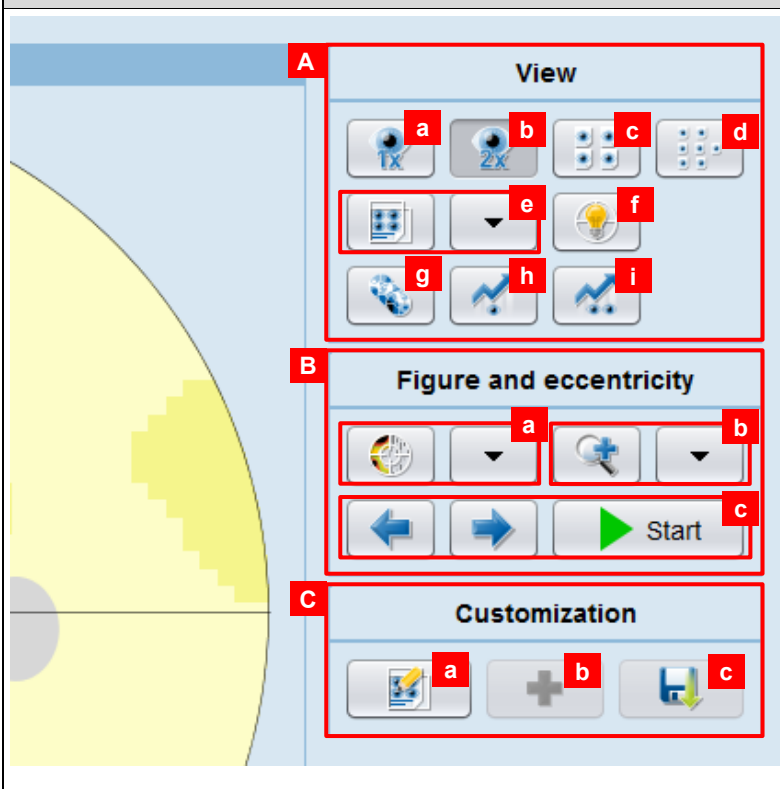 A
View
a
b
c
d
1x
2x
e
f
g
h
i
B
Figure and eccentricity
a
b
c
Start
C
Customization
a
b
c